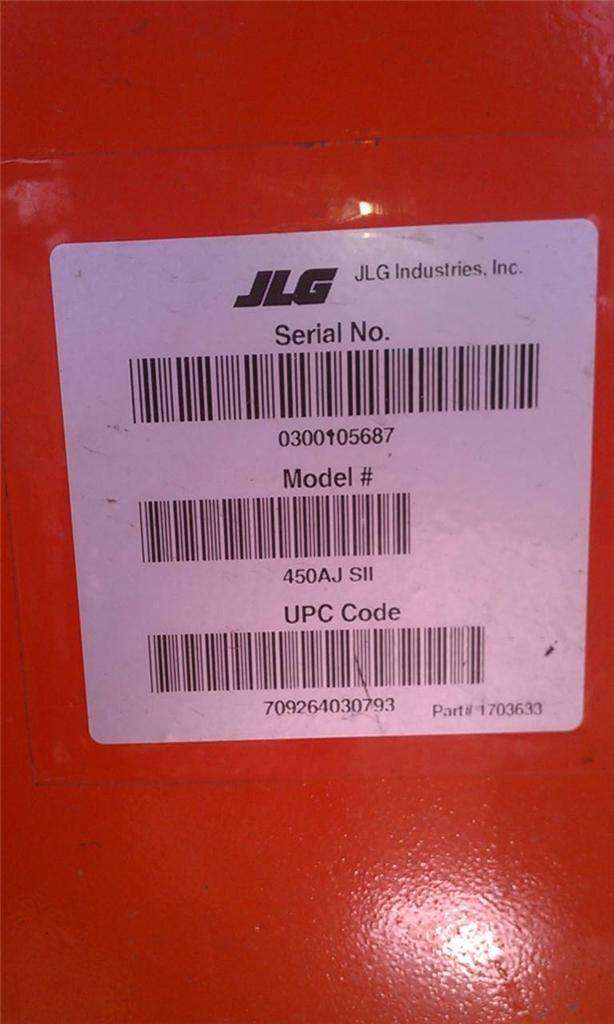 JLG JLG Industries, Inc.
Serial No.
0300105687
Model #
450AJ SII
UPC Code
709264030793 Part# 1703633